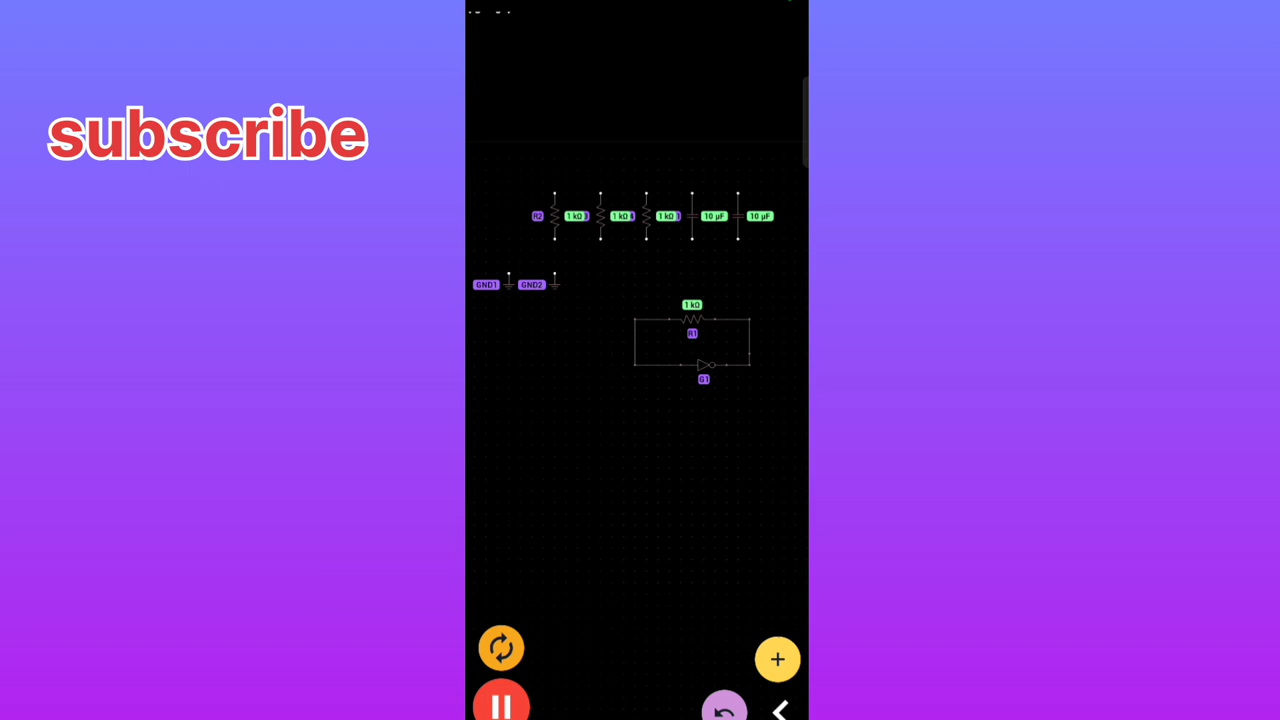 subscribe
R2 1 kΩ 1 kΩ 1 kΩ 10 µF 10 µF
GND1 GND2
1 kΩ
R1
G1